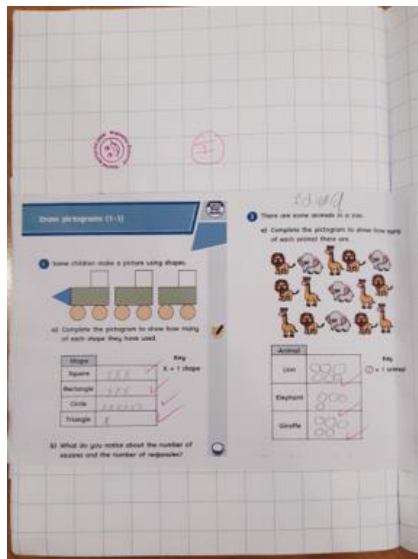 Draw pictograms (1-1)
1 Some children make a picture using shapes.
a) Complete the pictogram to show how many
of each shape they have used.
Shape
Key
Square
X = 1 shape
Rectangle
Circle
Triangle X
b) What do you notice about the number of
squares and the number of rectangles?
2 There are some animals in a zoo.
a) Complete the pictogram to show how many
of each animal there are.
Animal
Key
Lion
= 1 animal
Elephant
Giraffe